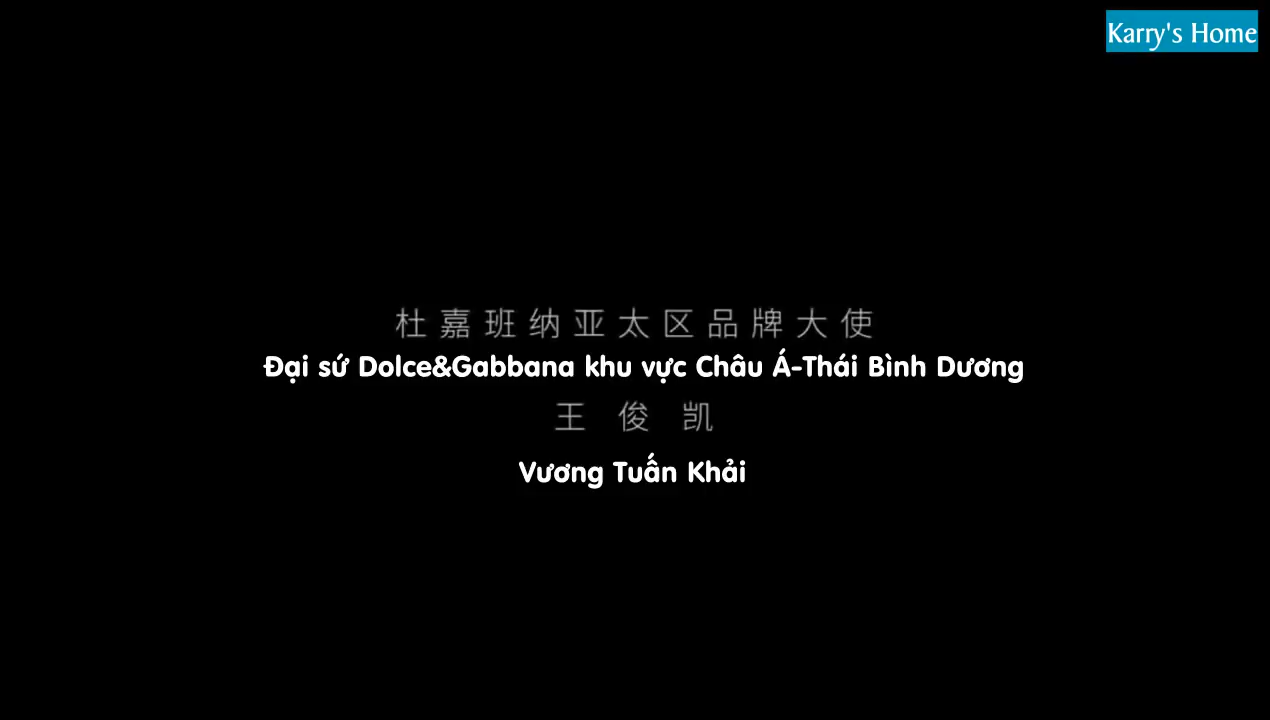 Karry's Home
杜嘉班纳亚太区品牌大使
Đại sứ Dolce&Gabbana khu vực Châu Á-Thái Bình Dương
王俊凯
Vương Tuấn Khải